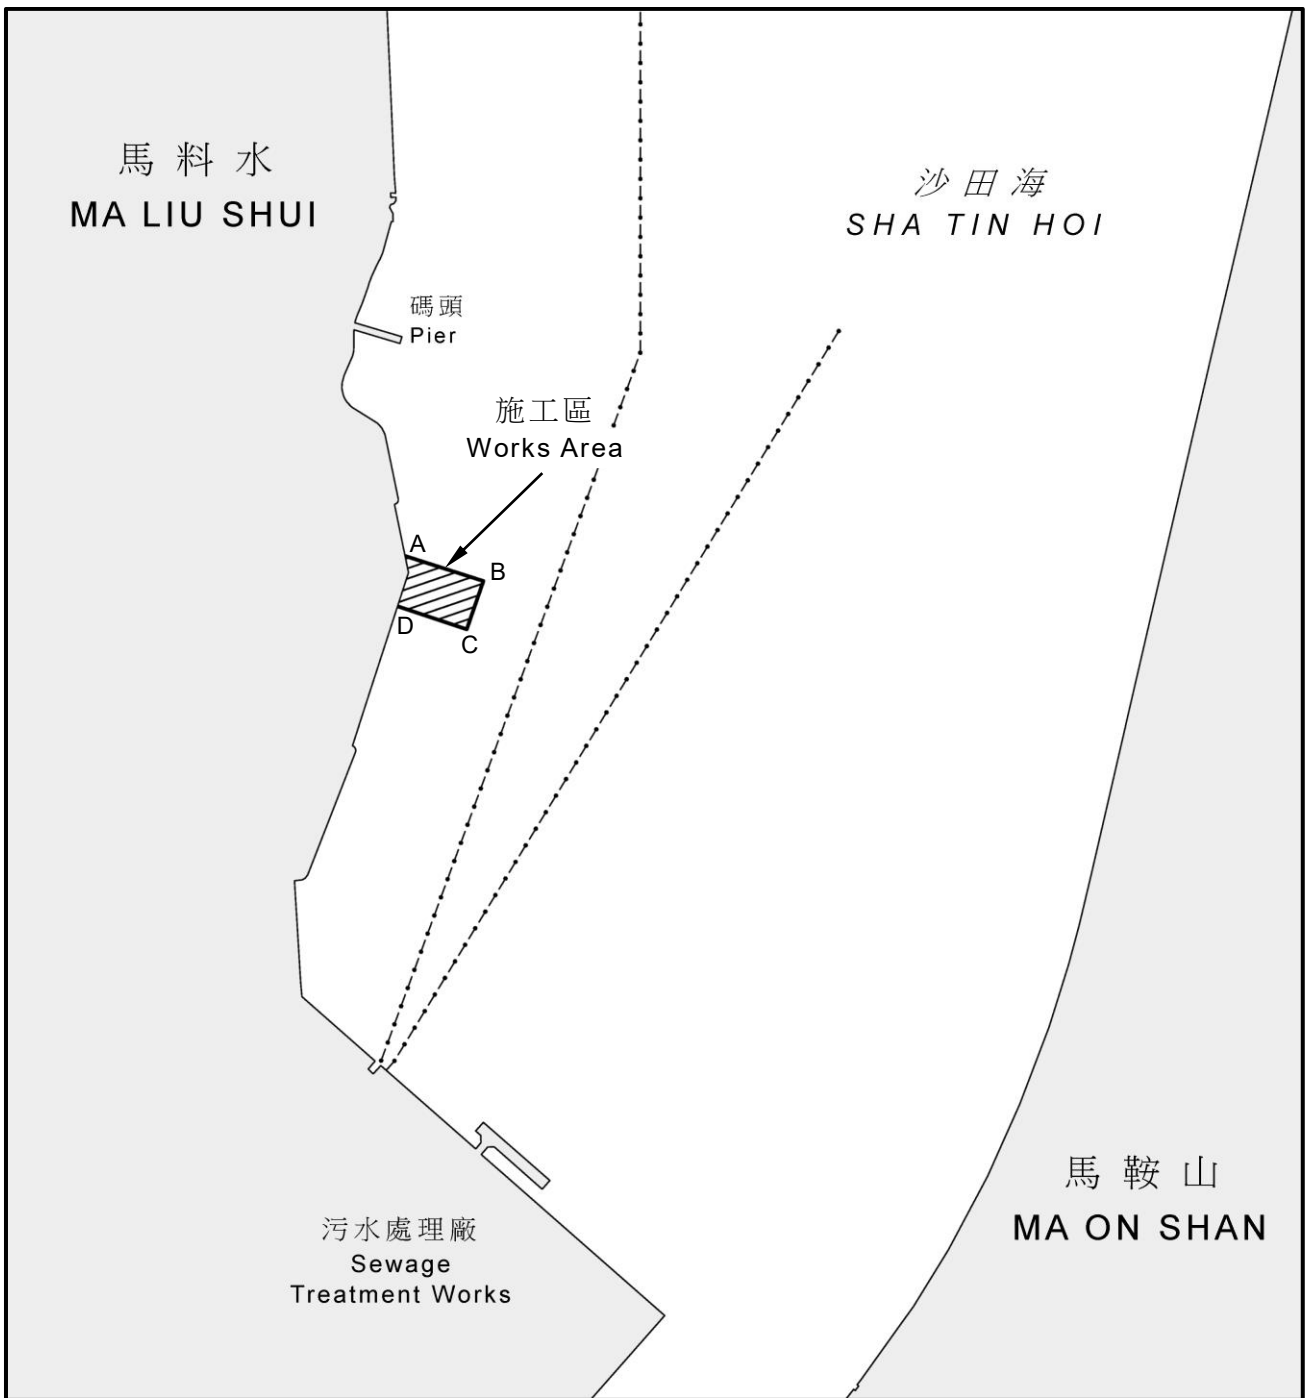 馬料水
MA LIU SHUI
沙田海
SHA TIN HOI
碼頭
Pier
施工區
Works Area
A
B
D
C
馬鞍山
MA ON SHAN
污水處理廠
Sewage
Treatment Works